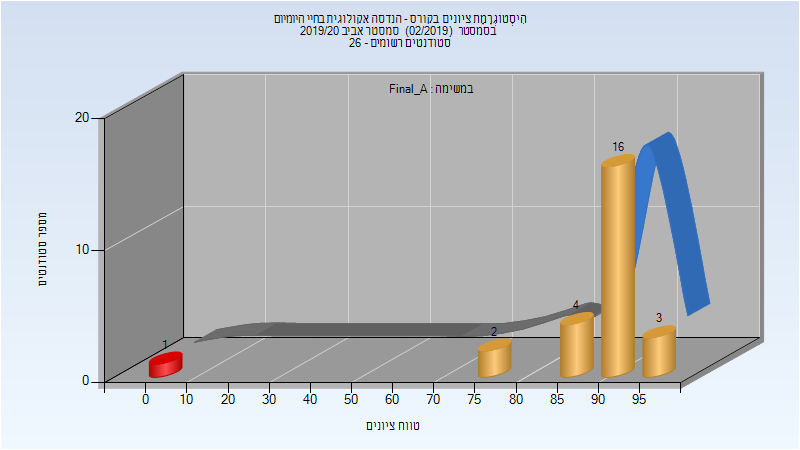 היסטוגרמת ציונים בקורס - הנדסה אקולוגית בחיי היומיום
בסמסטר (02/2019) סמסטר אביב 2019/20
סטודנטים רשומים - 26
במשימה : Final_A
מספר סטודנטים
20
10
0
1
2
4
16
3
0 10 20 30 40 50 60 70 75 80 85 90 95
טווח ציונים